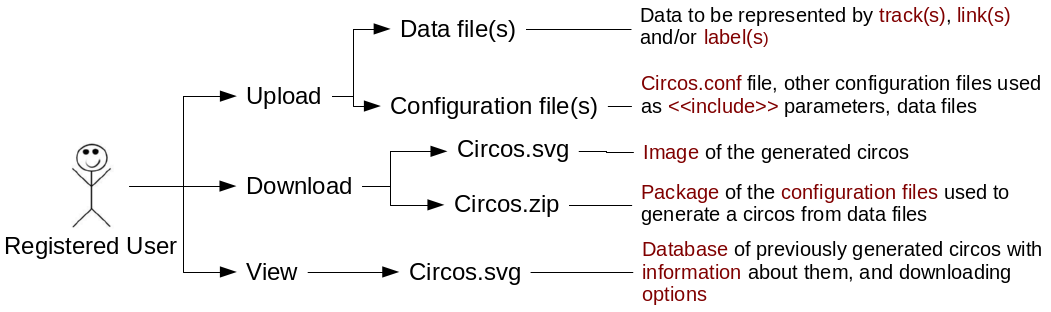 Data file(s)
Data to be represented by track(s), link(s)
and/or label(s)
Upload
Configuration file(s)
Circos.conf file, other configuration files used
as <<include>> parameters, data files
Registered User
Download
Circos.svg
Image of the generated circos
Circos.zip
Package of the configuration files used to
generate a circos from data files
View
Circos.svg
Database of previously generated circos with
information about them, and downloading
options